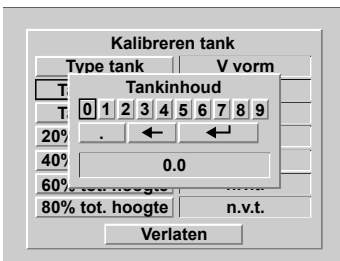 Kalibreren tank
Type tank V vorm
Tankinhoud
0 1 2 3 4 5 6 7 8 9
. ← ↵
20%
0.0
40%
60% tot. hoogte
80% tot. hoogte n.v.t.
Verlaten